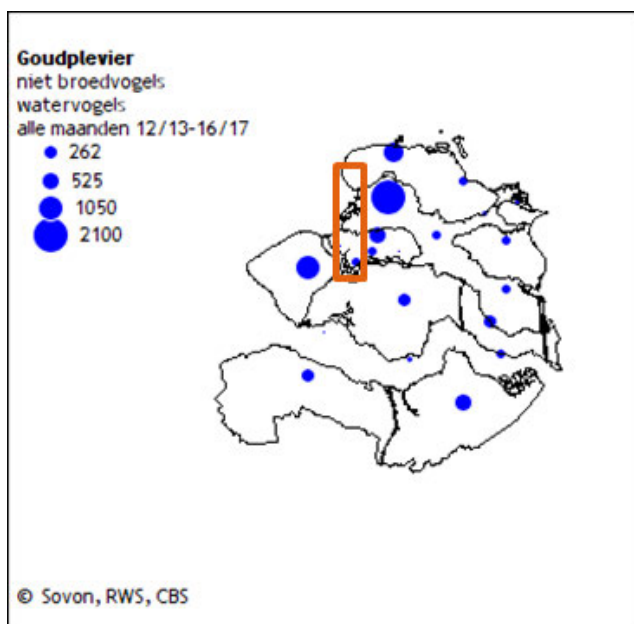 Goudplevier
niet broedvogels
watervogels
alle maanden 12/13-16/17
262
525
1050
2100
© Sovon, RWS, CBS